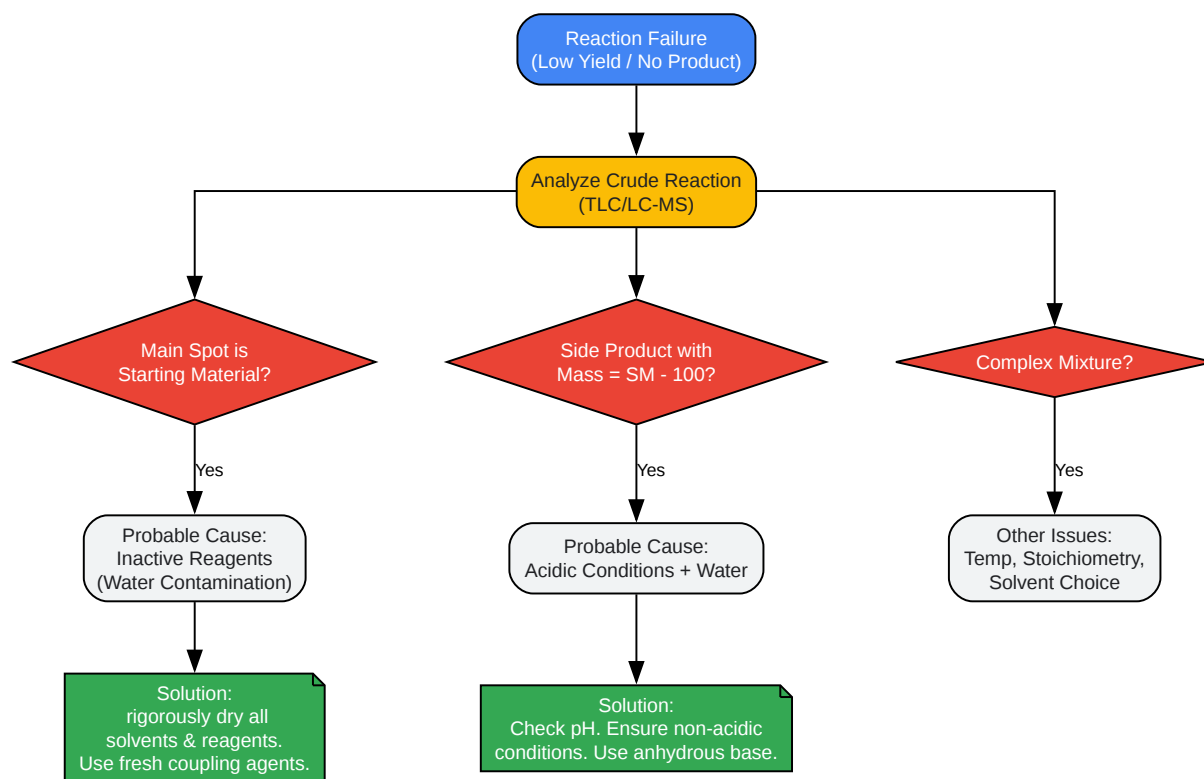 Reaction Failure
(Low Yield / No Product)
Analyze Crude Reaction
(TLC/LC-MS)
Main Spot is
Starting Material?
Side Product with
Mass = SM - 100?
Complex Mixture?
Yes
Yes
Yes
Probable Cause:
Inactive Reagents
(Water Contamination)
Probable Cause:
Acidic Conditions + Water
Other Issues:
Temp, Stoichiometry,
Solvent Choice
Solution:
rigorously dry all
solvents & reagents.
Use fresh coupling agents.
Solution:
Check pH. Ensure non-acidic
conditions. Use anhydrous base.